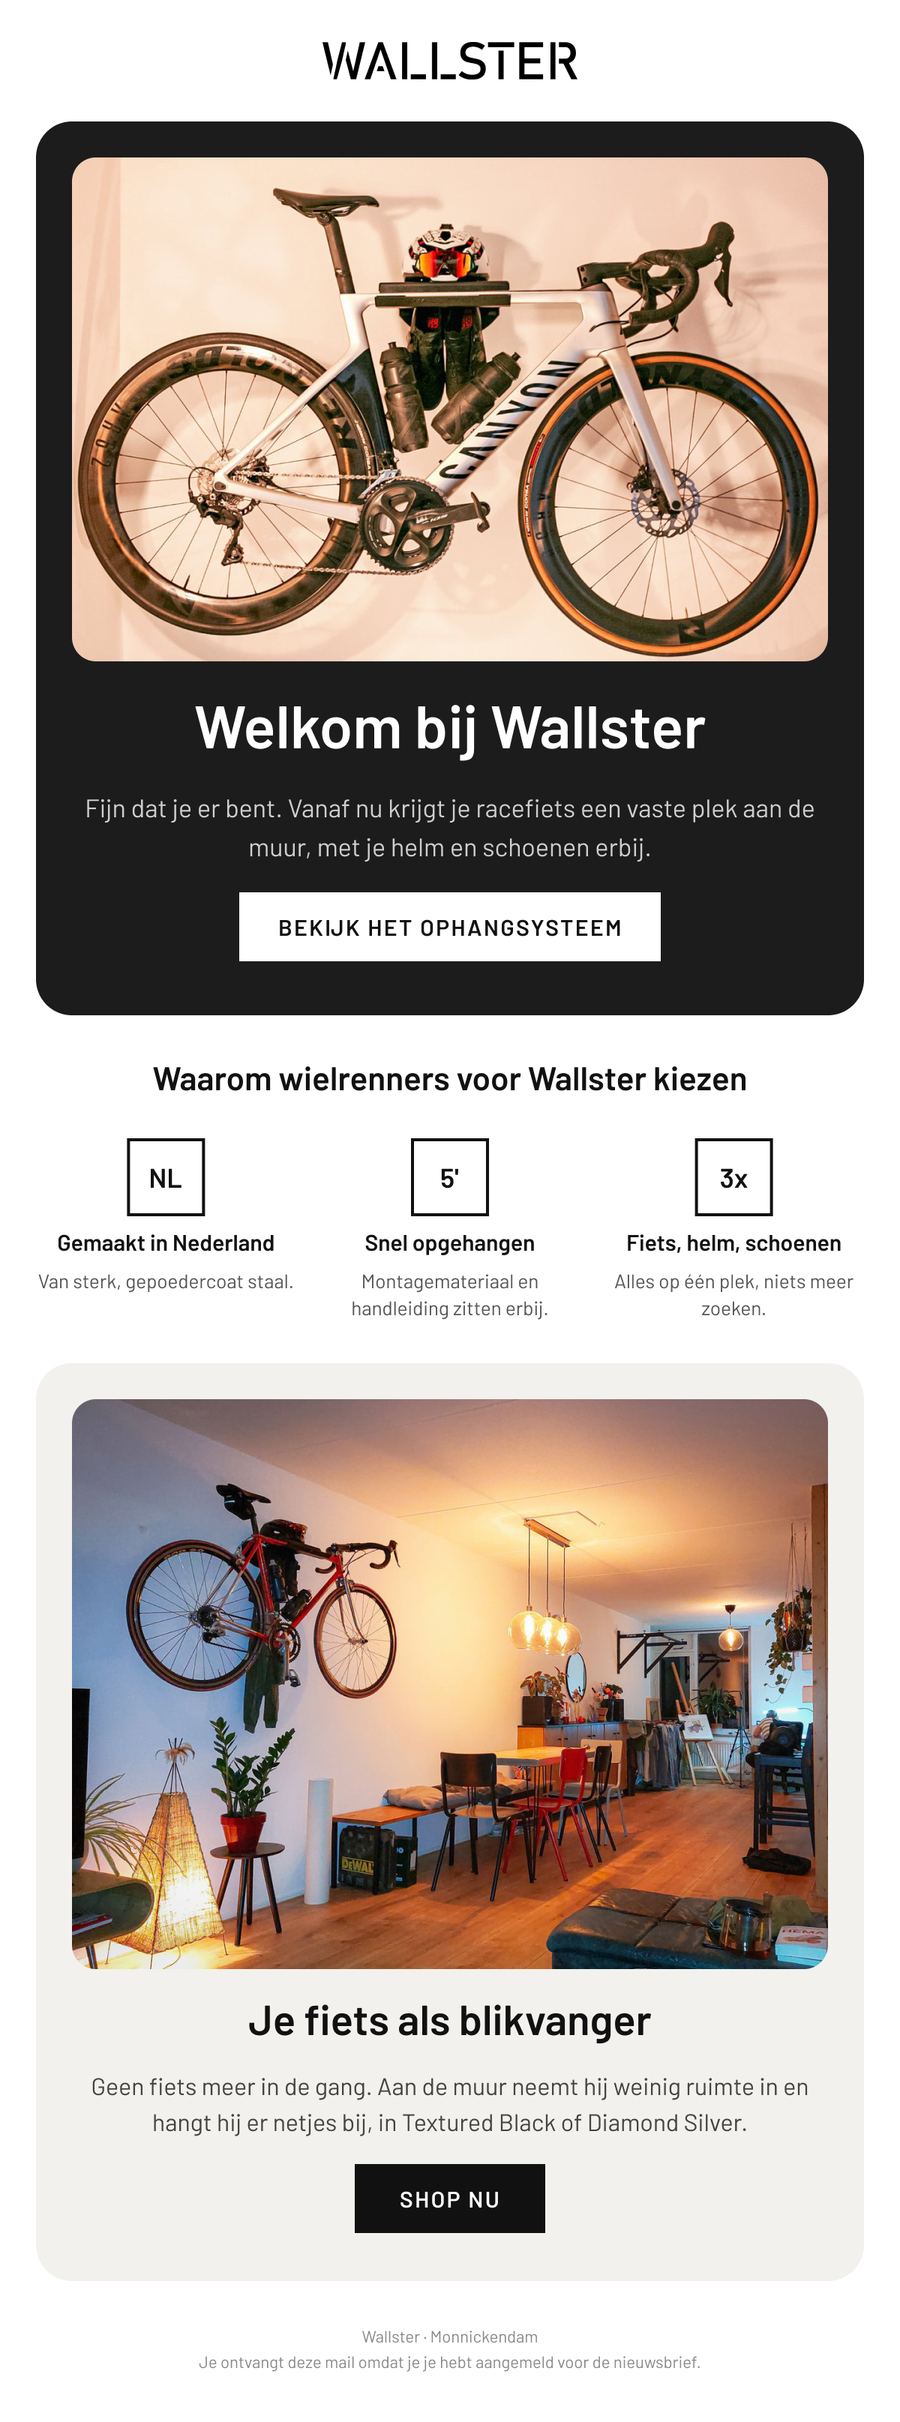 WALLSTER
CANYON
Welkom bij Wallster
Fijn dat je er bent. Vanaf nu krijgt je racefiets een vaste plek aan de
muur, met je helm en schoenen erbij.
BEKIJK HET OPHANGSYSTEEM
Waarom wielrenners voor Wallster kiezen
NL
Gemaakt in Nederland
Van sterk, gepoedercoat staal.
5'
Snel opgehangen
Montagemateriaal en
handleiding zitten erbij.
3x
Fiets, helm, schoenen
Alles op één plek, niets meer
zoeken.
DEWALT
HEMA
Je fiets als blikvanger
Geen fiets meer in de gang. Aan de muur neemt hij weinig ruimte in en
hangt hij er netjes bij, in Textured Black of Diamond Silver.
SHOP NU
Wallster · Monnickendam
Je ontvangt deze mail omdat je je hebt aangemeld voor de nieuwsbrief.